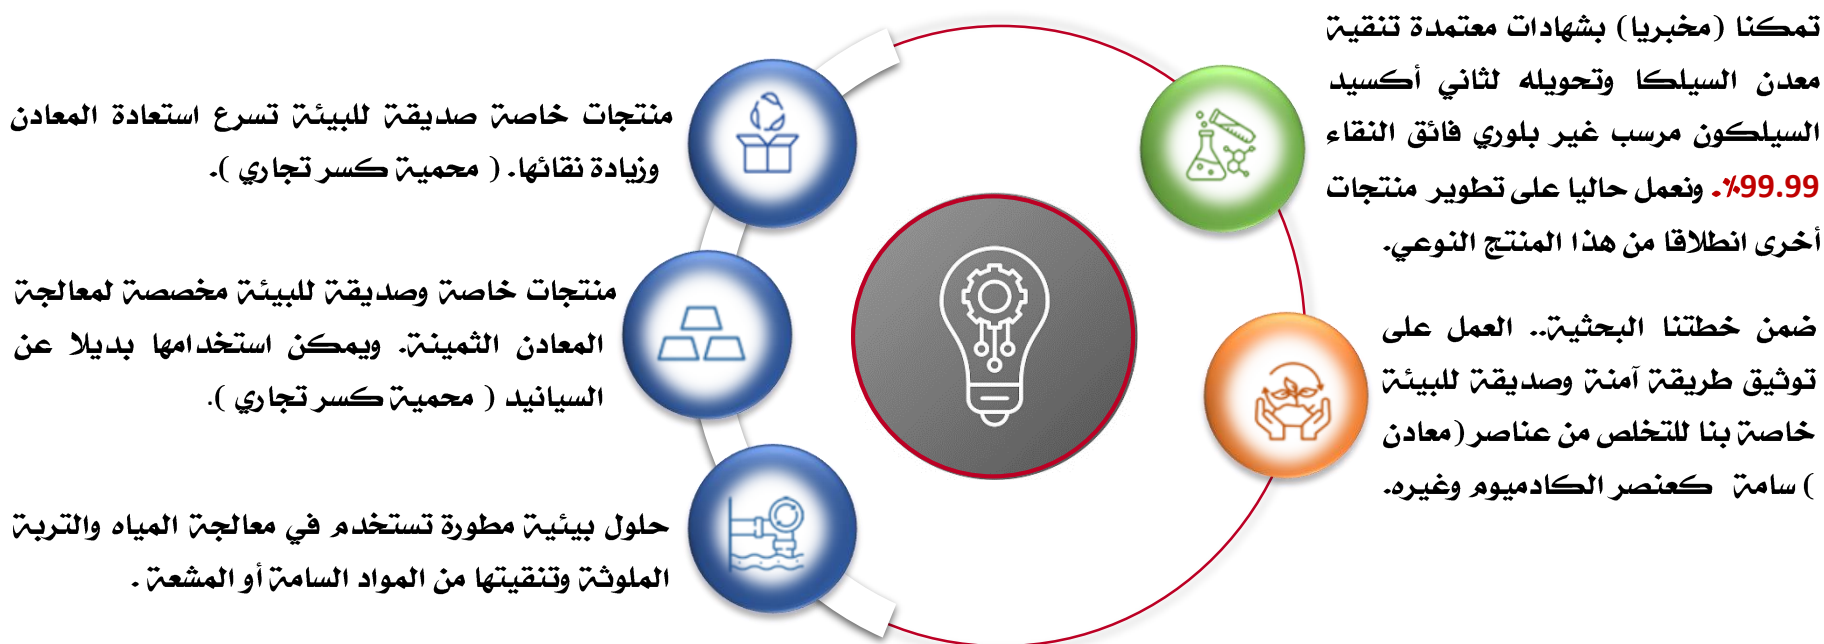 تمكنا (مخبريا) بشهادات معتمدة تنقية
معدن السيلكا وتحويله لثاني أكسيد
السيلكون مرسب غير بلوري فائق النقاء
99.99٪. ونعمل حاليا على تطوير منتجات
أخرى انطلاقا من هذا المنتج النوعي.
ضمن خطتنا البحثية.. العمل على
توثيق طريقة آمنة وصديقة للبيئة
خاصة بنا للتخلص من عناصر (معادن
) سامة كعنصر الكادميوم وغيره.
منتجات خاصة صديقة للبيئة تسرع استعادة المعادن
وزيادة نقائها. ( محمية كسر تجاري ).
منتجات خاصة وصديقة للبيئة مخصصة لمعالجة
المعادن الثمينة. ويمكن استخدامها بديلا عن
السيانيد ( محمية كسر تجاري ).
حلول بيئية مطورة تستخدم في معالجة المياه والتربة
الملوثة وتنقيتها من المواد السامة أو المشعة .